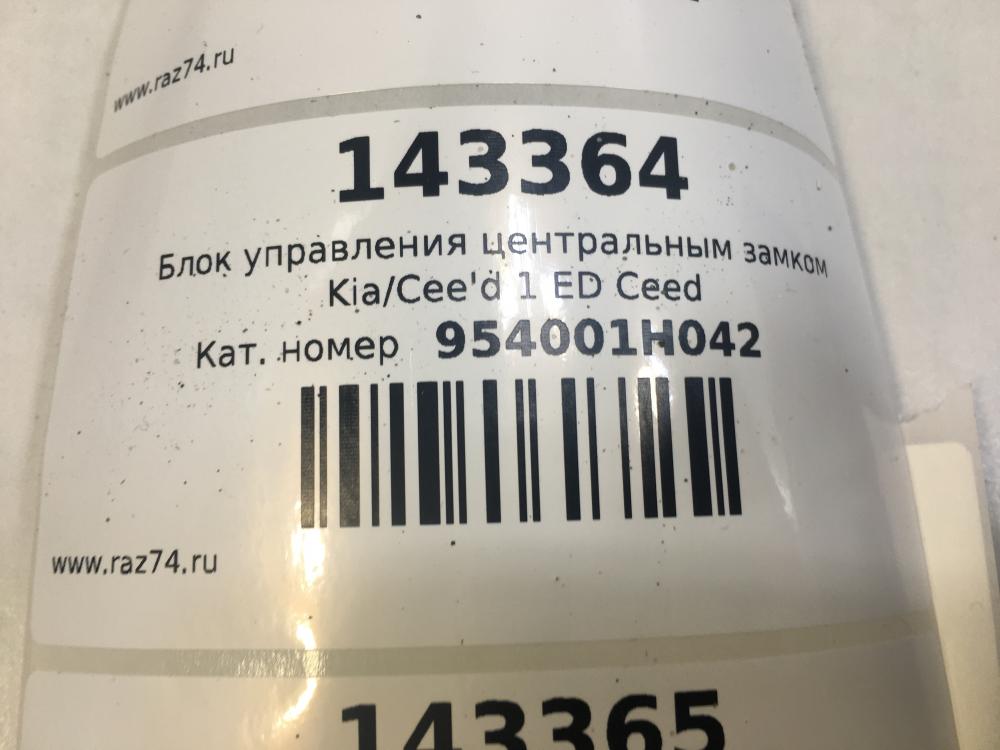 www.raz74.ru
143364
Блок управления центральным замком
Kia/Cee'd 1 ED Ceed
Кат. номер 954001H042
www.raz74.ru
143365